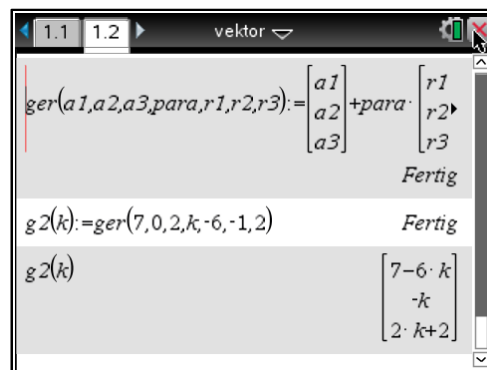 1.1 1.2 vektor
ger(a1,a2,a3,para,r1,r2,r3):=[a1 a2 a3]+para·[r1 r2 r3]
Fertig
g2(k):=ger(7,0,2,k,-6,-1,2) Fertig
g2(k) [7-6·k -k 2·k+2]